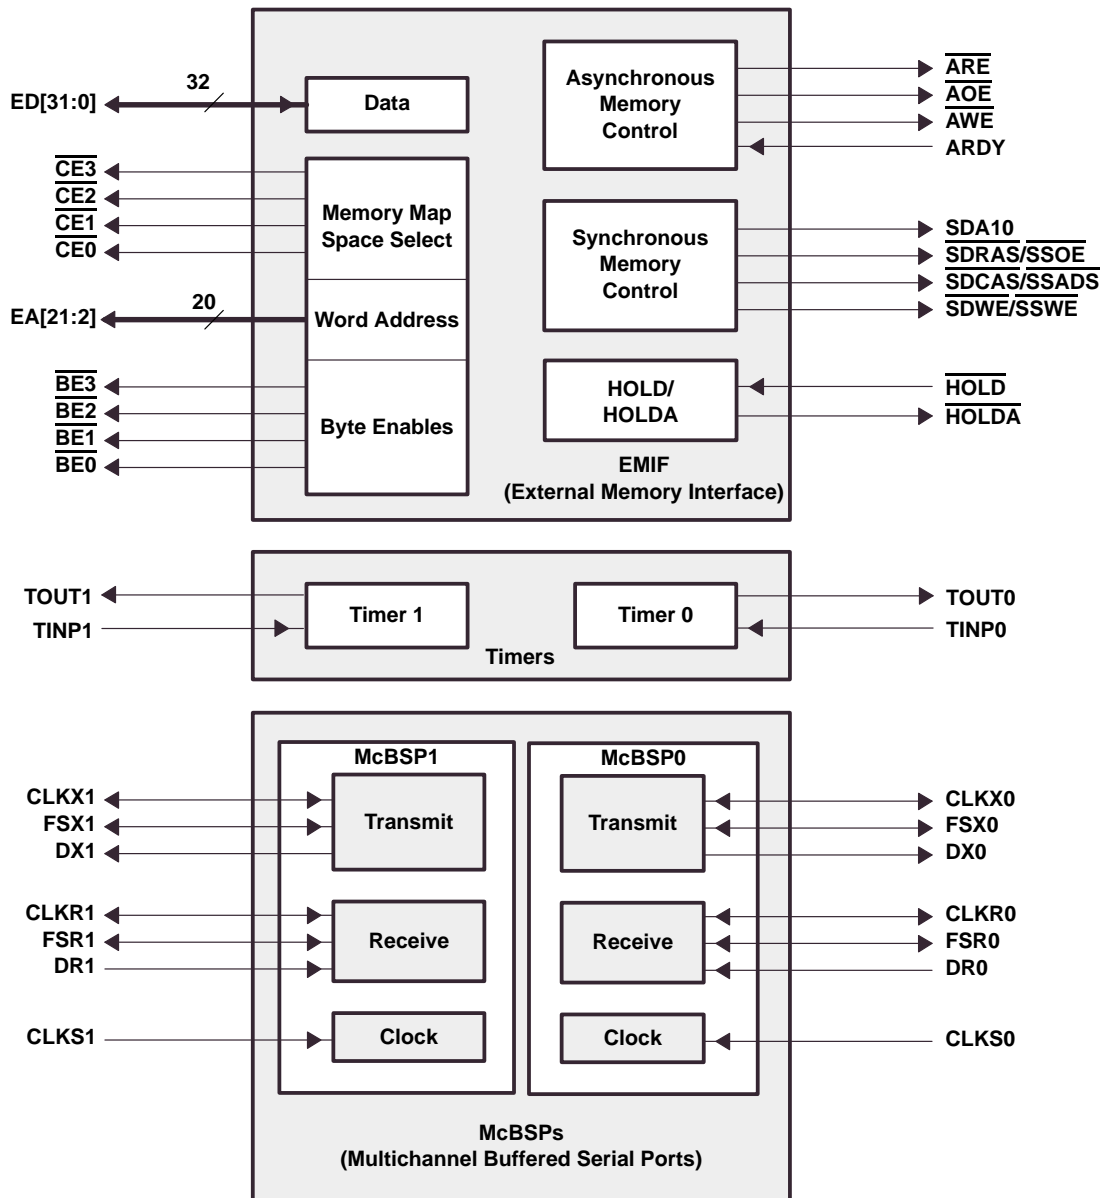 32
ED[31:0]
Data
CE3
CE2
CE1
CE0
Memory Map
Space Select
20
EA[21:2]
Word Address
BE3
BE2
BE1
BE0
Byte Enables
Asynchronous
Memory
Control
ARE
AOE
AWE
ARDY
Synchronous
Memory
Control
SDA10
SDRAS/SSOE
SDCAS/SSADS
SDWE/SSWE
HOLD/
HOLDA
HOLD
HOLDA
EMIF
(External Memory Interface)
TOUT1
TINP1
Timer 1
Timer 0
TOUT0
TINP0
Timers
McBSP1
McBSP0
CLKX1
FSX1
DX1
Transmit
Transmit
CLKX0
FSX0
DX0
CLKR1
FSR1
DR1
Receive
Receive
CLKR0
FSR0
DR0
CLKS1
Clock
Clock
CLKS0
McBSPs
(Multichannel Buffered Serial Ports)